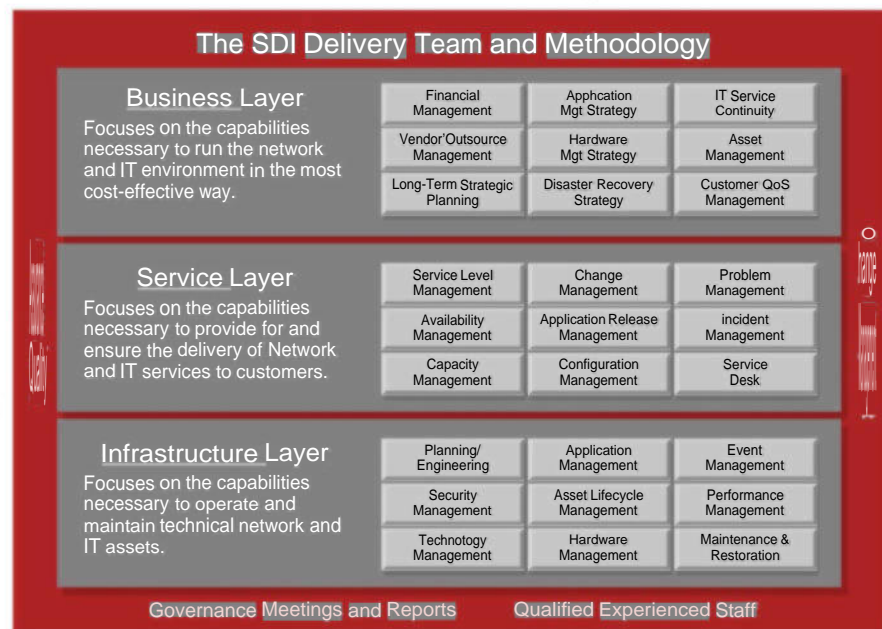 The SDI Delivery Team and Methodology
Business Layer
Focuses on the capabilities
necessary to run the network
and IT environment in the most
cost-effective way.
Financial
Management
Apphcation
Mgt Strategy
IT Service
Continuity
Vendor'Outsource
Management
Hardware
Mgt Strategy
Asset
Management
Long-Term Strategic
Planning
Disaster Recovery
Strategy
Customer QoS
Management
Service Layer
Focuses on the capabilities
necessary to provide for and
ensure the delivery of Network
and IT services to customers.
Service Level
Management
Change
Management
Problem
Management
Availability
Management
Application Release
Management
incident
Management
Capacity
Management
Configuration
Management
Service
Desk
Infrastructure Layer
Focuses on the capabilities
necessary to operate and
maintain technical network and
IT assets.
Planning/
Engineering
Application
Management
Event
Management
Security
Management
Asset Lifecycle
Management
Performance
Management
Technology
Management
Hardware
Management
Maintenance &
Restoration
Quality
hange
Governance Meetings and Reports
Qualified Experienced Staff